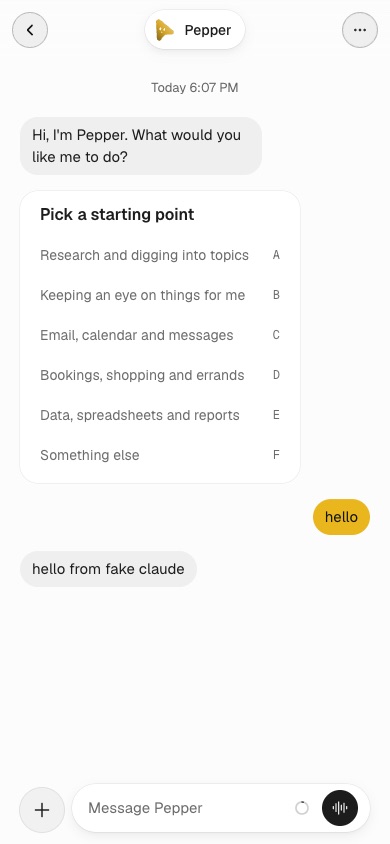 Pepper
Today 6:07 PM
Hi, I'm Pepper. What would you
like me to do?
Pick a starting point
Research and digging into topics A
Keeping an eye on things for me B
Email, calendar and messages C
Bookings, shopping and errands D
Data, spreadsheets and reports E
Something else F
hello
hello from fake claude
Message Pepper